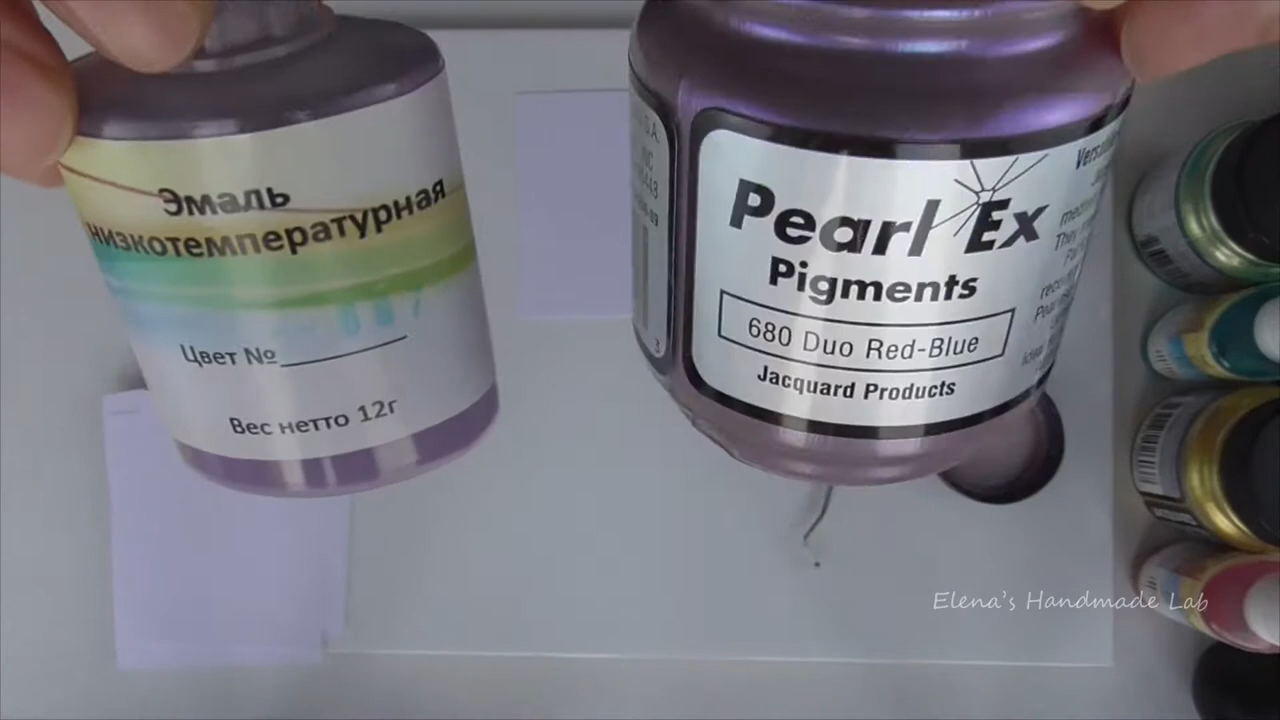 Эмаль
низкотемпературная
Цвет №
Вес нетто 12г
Pearl Ex
Pigments
680 Duo Red-Blue
Jacquard Products
Elena's Handmade Lab